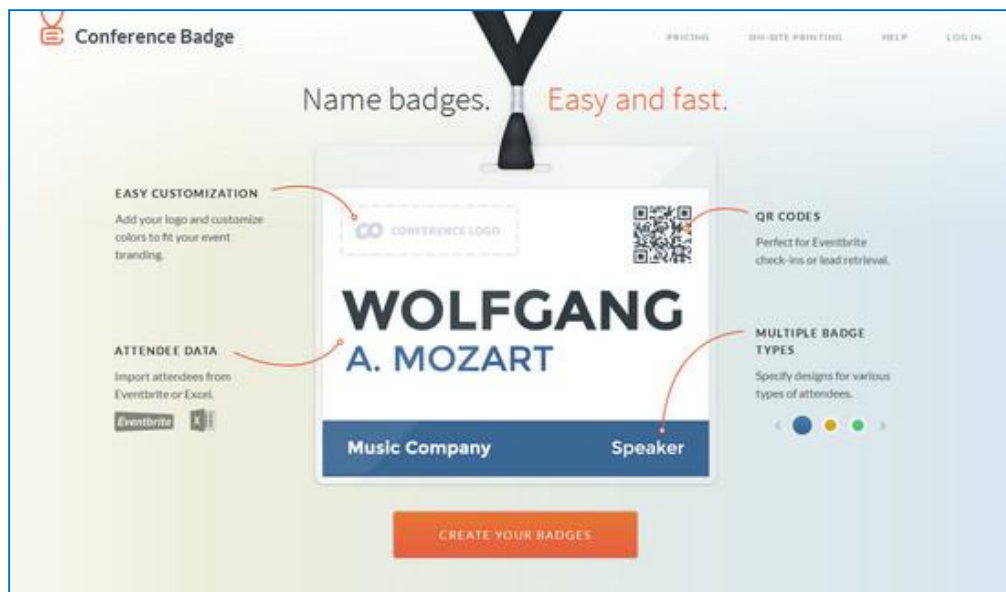 Conference Badge
PRICING
ON-SITE PRINTING
HELP
LOG IN
Name badges. Easy and fast.
EASY CUSTOMIZATION
Add your logo and customize
colors to fit your event
branding.
ATTENDEE DATA
Import attendees from
Eventbrite or Excel.
Eventbrite
X
CONFERENCE LOGO
WOLFGANG
A. MOZART
Music Company
Speaker
QR CODES
Perfect for Eventbrite
check-ins or lead retrieval.
MULTIPLE BADGE
TYPES
Specify designs for various
types of attendees.
CREATE YOUR BADGES